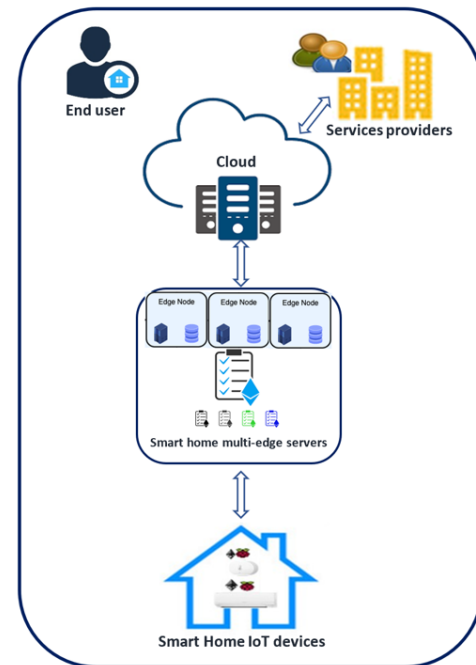 End user
Services providers
Cloud
Edge Node
Edge Node
Edge Node
Smart home multi-edge servers
Smart Home IoT devices